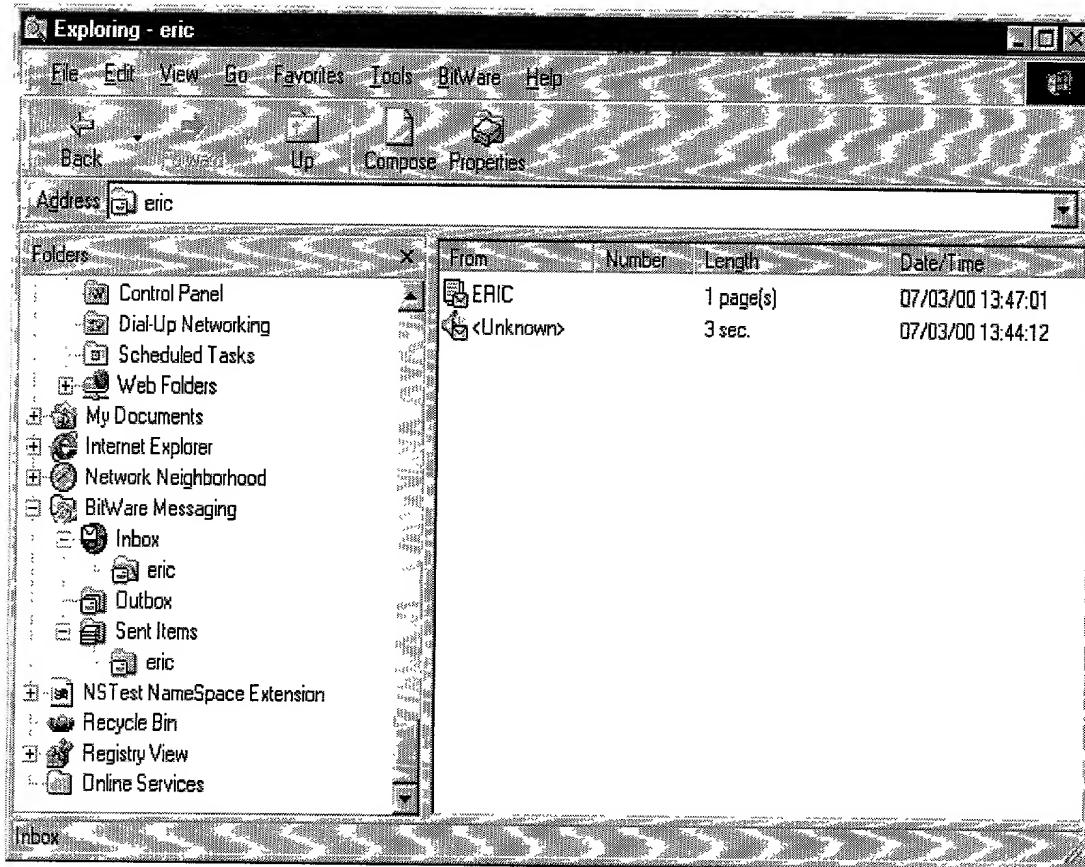 Exploring - eric
File Edit View Go Favorites Tools BitWare Help
Back Forward Up Compose Properties
Address eric
Folders
Control Panel
Dial-Up Networking
Scheduled Tasks
Web Folders
My Documents
Internet Explorer
Network Neighborhood
BitWare Messaging
Inbox
eric
Outbox
Sent Items
eric
NSTest NameSpace Extension
Recycle Bin
Registry View
Online Services
From Number Length Date/Time
ERIC 1 page(s) 07/03/00 13:47:01
<Unknown> 3 sec. 07/03/00 13:44:12
Inbox